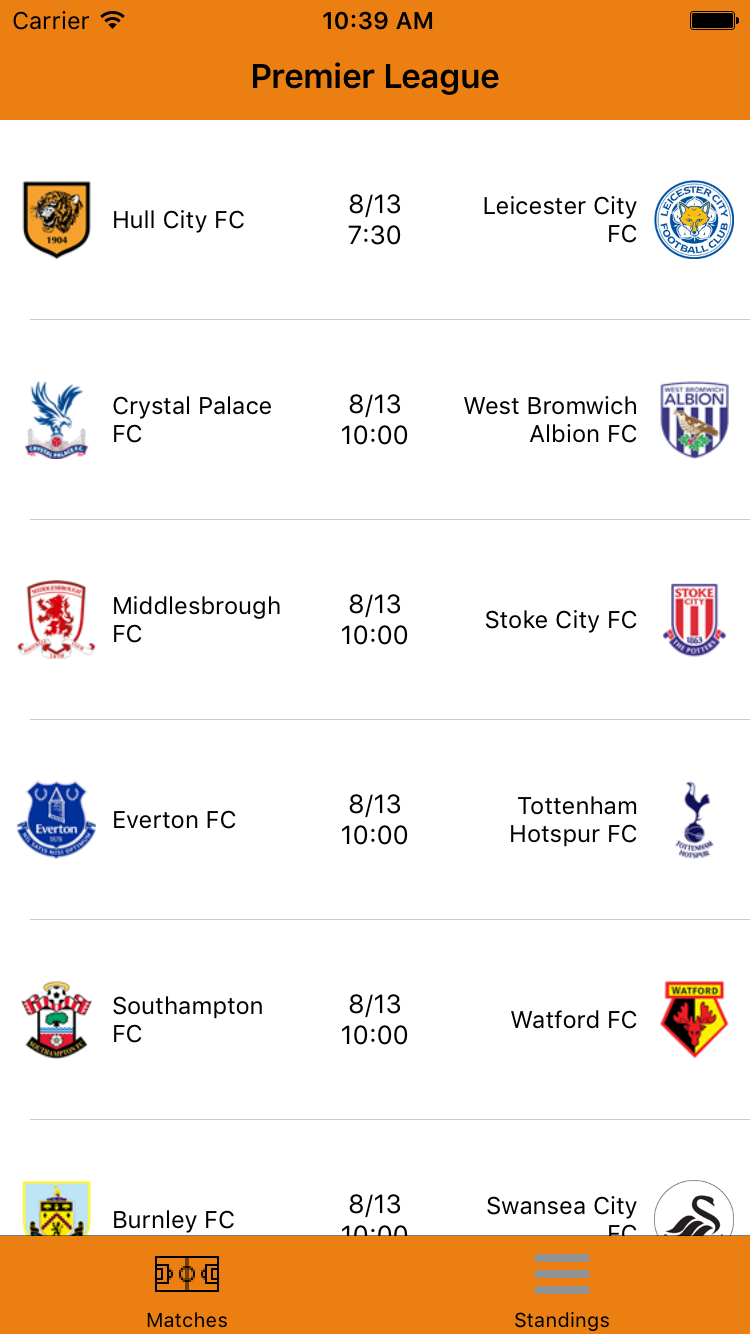 Carrier 10:39 AM
Premier League
1904
Hull City FC
8/13
7:30
Leicester City
FC
LEICESTER CITY
FOOTBALL CLUB
Crystal Palace
FC
CRYSTAL PALACE F.C.
8/13
10:00
West Bromwich
Albion FC
WEST BROMWICH
ALBION
Middlesbrough
FC
MIDDLESBROUGH
8/13
10:00
Stoke City FC
STOKE
CITY
1863
THE POTTERS
Everton
1878
Everton FC
8/13
10:00
Tottenham
Hotspur FC
TOTTENHAM
HOTSPUR
Southampton
FC
SOUTHAMPTON FC
8/13
10:00
Watford FC
WATFORD
Burnley FC
8/13
10:00
Swansea City
FC
Matches
Standings